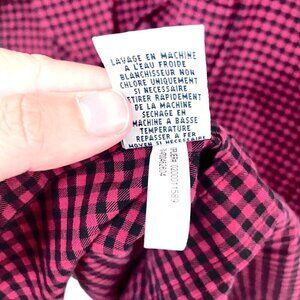 LAVAGE EN MACHINE
A L'EAU FROIDE
BLANCHISSEUR NON
CHLORE UNIQUEMENT
SI NECESSAIRE
RETIRER RAPIDEMENT
DE LA MACHINE
SECHAGE EN
MACHINE A BASSE
TEMPERATURE
REPASSER A FER
MOYEN SI NECESSAIRE